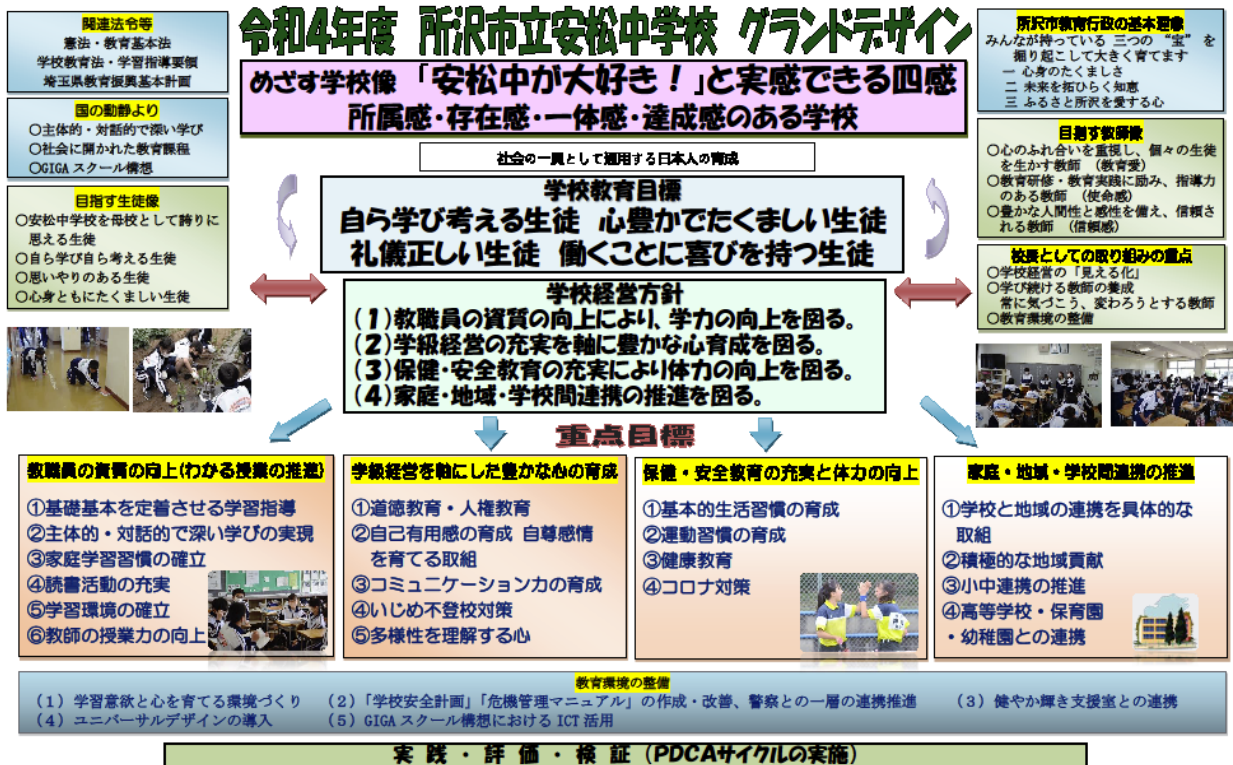 令和4年度 所沢市立安松中学校 グランドデザイン
めざす学校像 「安松中が大好き！」と実感できる四感
所属感・存在感・一体感・達成感のある学校
関連法令等
憲法・教育基本法
学校教育法・学習指導要領
埼玉県教育振興基本計画
国の動静より
○主体的・対話的で深い学び
○社会に開かれた教育課程
○GIGAスクール構想
目指す生徒像
○安松中学校を母校として誇りに
思える生徒
○自ら学び自ら考える生徒
○思いやりのある生徒
○心身ともにたくましい生徒
社会の一員として通用する日本人の育成
学校教育目標
自ら学び考える生徒 心豊かでたくましい生徒
礼儀正しい生徒 働くことに喜びを持つ生徒
学校経営方針
(1)教職員の資質の向上により、学力の向上を図る。
(2)学級経営の充実を軸に豊かな心育成を図る。
(3)保健・安全教育の充実により体力の向上を図る。
(4)家庭・地域・学校間連携の推進を図る。
所沢市教育行政の基本理念
みんなが持っている 三つの “宝” を
掘り起こして大きく育てます
一 心身のたくましさ
二 未来を拓ひらく知恵
三 ふるさと所沢を愛する心
目指す教師像
○心のふれ合いを重視し、個々の生徒
を生かす教師 （教育愛）
○教育研修・教育実践に励み、指導力
のある教師 （使命感）
○豊かな人間性と感性を備え、信頼さ
れる教師 （信頼感）
校長としての取り組みの重点
○学校経営の「見える化」
○学び続ける教師の養成
常に気づこう、変わろうとする教師
○教育環境の整備
重点目標
教職員の資質の向上(わかる授業の推進)
①基礎基本を定着させる学習指導
②主体的・対話的で深い学びの実現
③家庭学習習慣の確立
④読書活動の充実
⑤学習環境の確立
⑥教師の授業力の向上
学級経営を軸にした豊かな心の育成
①道徳教育・人権教育
②自己有用感の育成 自尊感情
を育てる取組
③コミュニケーション力の育成
④いじめ不登校対策
⑤多様性を理解する心
保健・安全教育の充実と体力の向上
①基本的生活習慣の育成
②運動習慣の育成
③健康教育
④コロナ対策
家庭・地域・学校間連携の推進
①学校と地域の連携を具体的な
取組
②積極的な地域貢献
③小中連携の推進
④高等学校・保育園
・幼稚園との連携
教育環境の整備
（1）学習意欲と心を育てる環境づくり （2）「学校安全計画」「危機管理マニュアル」の作成・改善、警察との一層の連携推進 （3）健やか輝き支援室との連携
（4）ユニバーサルデザインの導入 （5）GIGAスクール構想におけるICT活用
実 践 ・ 評 価 ・ 検 証 （PDCAサイクルの実施）